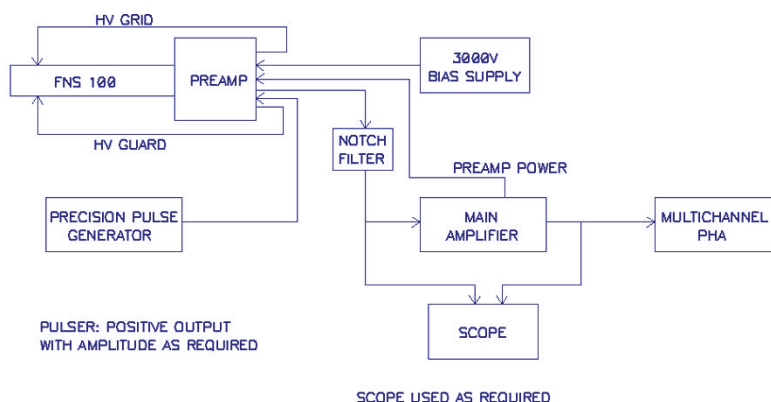 HV GRID
3000V
BIAS SUPPLY
FNS 100
PREAMP
HV GUARD
NOTCH
FILTER
PREAMP POWER
PRECISION PULSE
GENERATOR
MAIN
AMPLIFIER
MULTICHANNEL
PHA
PULSER: POSITIVE OUTPUT
WITH AMPLITUDE AS REQUIRED
SCOPE
SCOPE USED AS REQUIRED